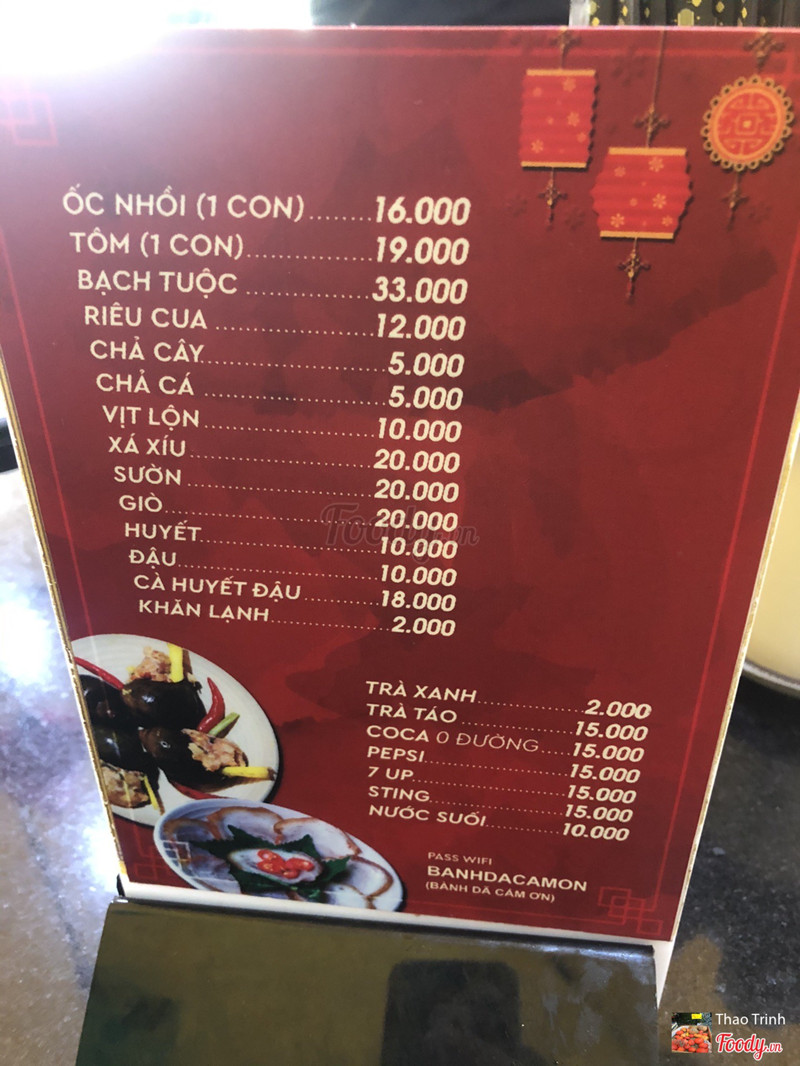 ỐC NHỒI (1 CON)........16.000
TÔM (1 CON)................19.000
BẠCH TUỘC ................33.000
RIÊU CUA ....................12.000
CHẢ CÂY.......................5.000
CHẢ CÁ .........................5.000
VỊT LỘN ........................10.000
XÁ XÍU ..........................20.000
SƯỜN ...........................20.000
GIÒ................................20.000
HUYẾT..........................10.000
ĐẬU..............................10.000
CÀ HUYẾT ĐẬU............18.000
KHĂN LẠNH..................2.000
Foody.vn
TRÀ XANH................2.000
TRÀ TÁO ................15.000
COCA 0 ĐƯỜNG.....15.000
PEPSI......................15.000
7 UP........................15.000
STING.....................15.000
NƯỚC SUỐI............10.000
PASS WIFI
BANHDACAMON
(BÀNH DÃ CÁM ƠN)
Thao Trinh
Foody.vn